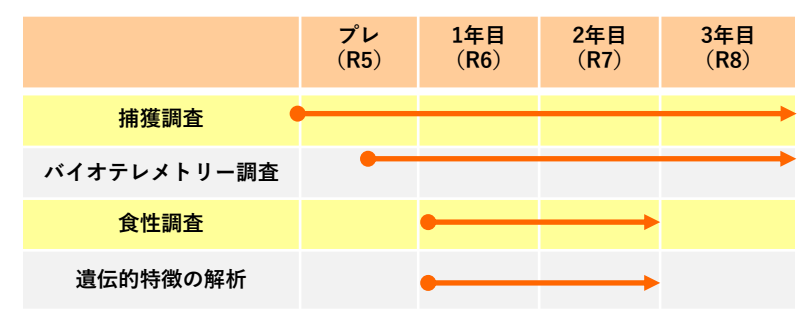 プレ 1年目 2年目 3年目
（R5） （R6） （R7） （R8）
捕獲調査
バイオテレメトリー調査
食性調査
遺伝的特徴の解析